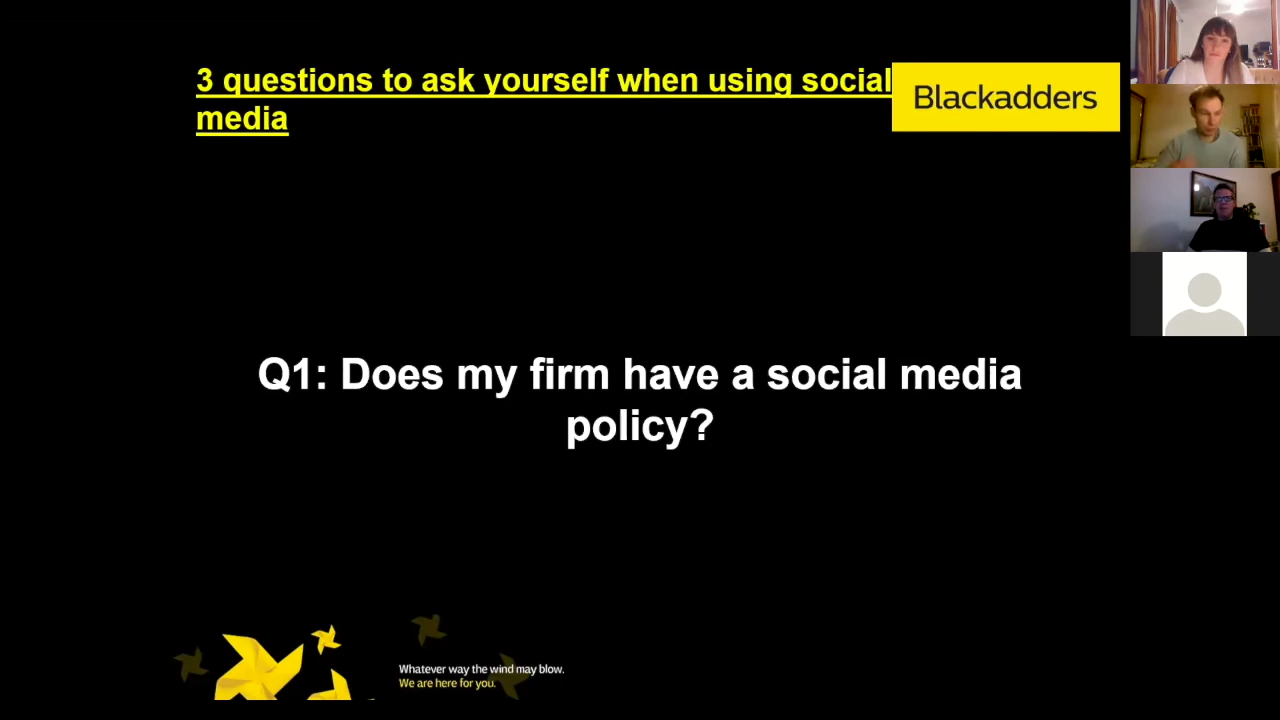 3 questions to ask yourself when using social
media
Blackadders
Q1: Does my firm have a social media
policy?
Whatever way the wind may blow.
We are here for you.